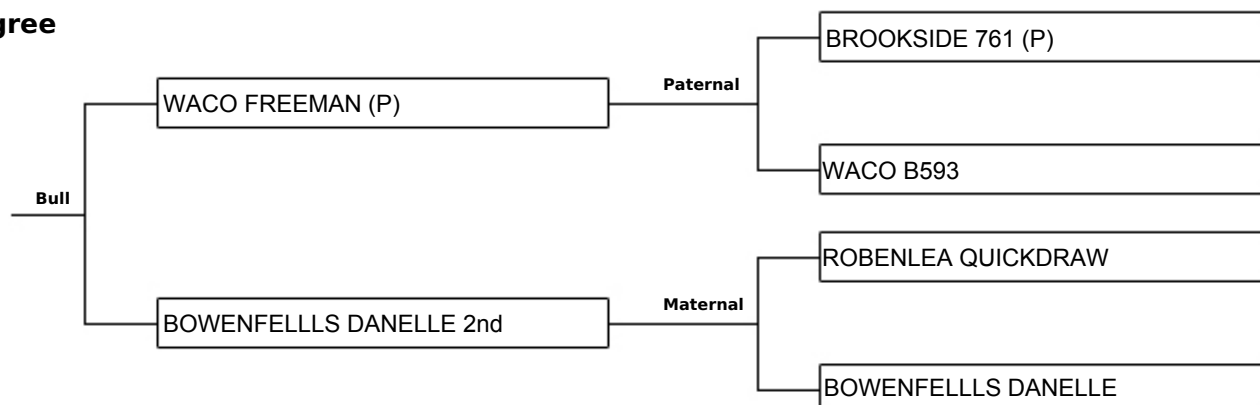 gree
BROOKSIDE 761 (P)
WACO FREEMAN (P)
Paternal
WACO B593
Bull
ROBENLEA QUICKDRAW
BOWENFELLLS DANELLE 2nd
Maternal
BOWENFELLLS DANELLE